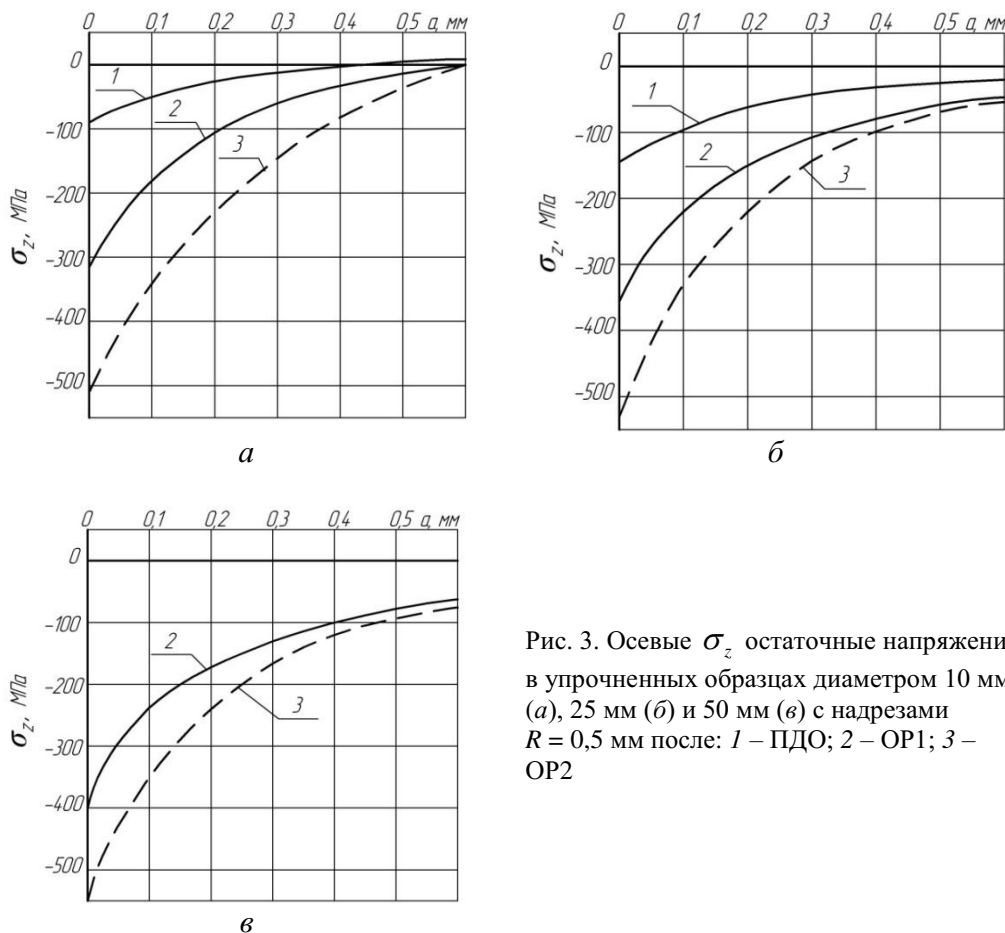 0 0,1 0,2 0,3 0,4 0,5 a, мм
0
-100
-200
-300
-400
-500
σz, МПа
1
2
3
а
0 0,1 0,2 0,3 0,4 0,5 a, мм
0
-100
-200
-300
-400
-500
σz, МПа
1
2
3
б
0 0,1 0,2 0,3 0,4 0,5 a, мм
0
-100
-200
-300
-400
-500
σz, МПа
2
3
в
Рис. 3. Осевые σz остаточные напряжени
в упрочненных образцах диаметром 10 мм
(а), 25 мм (б) и 50 мм (в) с надрезами
R = 0,5 мм после: 1 – ПДО; 2 – ОР1; 3 –
ОР2